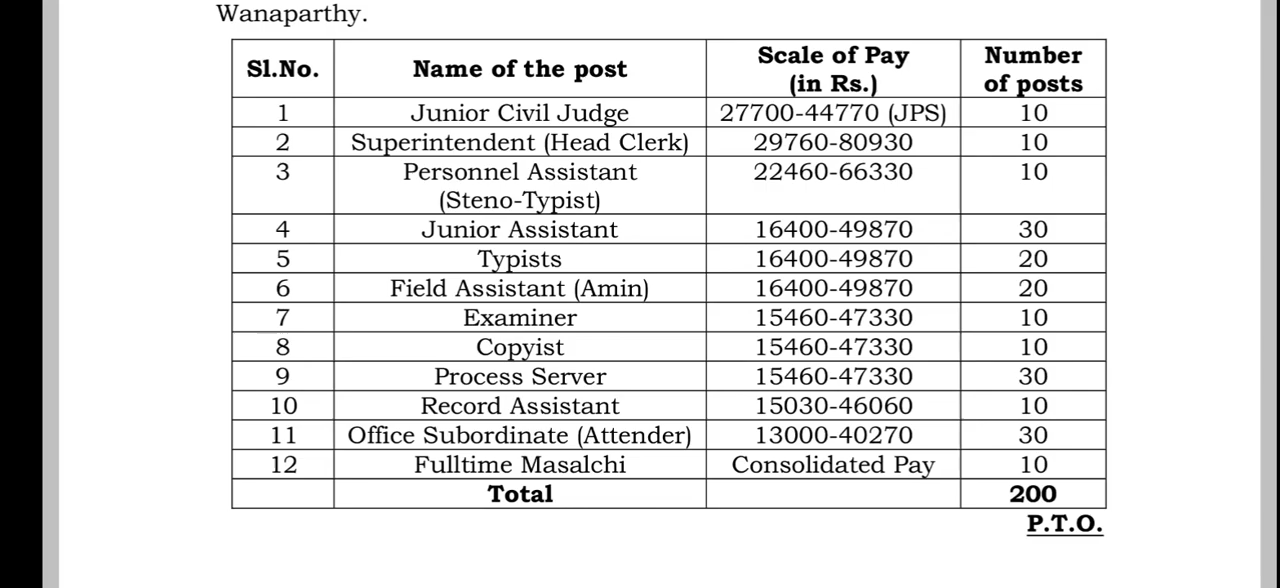 Wanaparthy.
Sl.No. Name of the post Scale of Pay (in Rs.) Number of posts
1 Junior Civil Judge 27700-44770 (JPS) 10
2 Superintendent (Head Clerk) 29760-80930 10
3 Personnel Assistant (Steno-Typist) 22460-66330 10
4 Junior Assistant 16400-49870 30
5 Typists 16400-49870 20
6 Field Assistant (Amin) 16400-49870 20
7 Examiner 15460-47330 10
8 Copyist 15460-47330 10
9 Process Server 15460-47330 30
10 Record Assistant 15030-46060 10
11 Office Subordinate (Attender) 13000-40270 30
12 Fulltime Masalchi Consolidated Pay 10
Total 200
P.T.O.